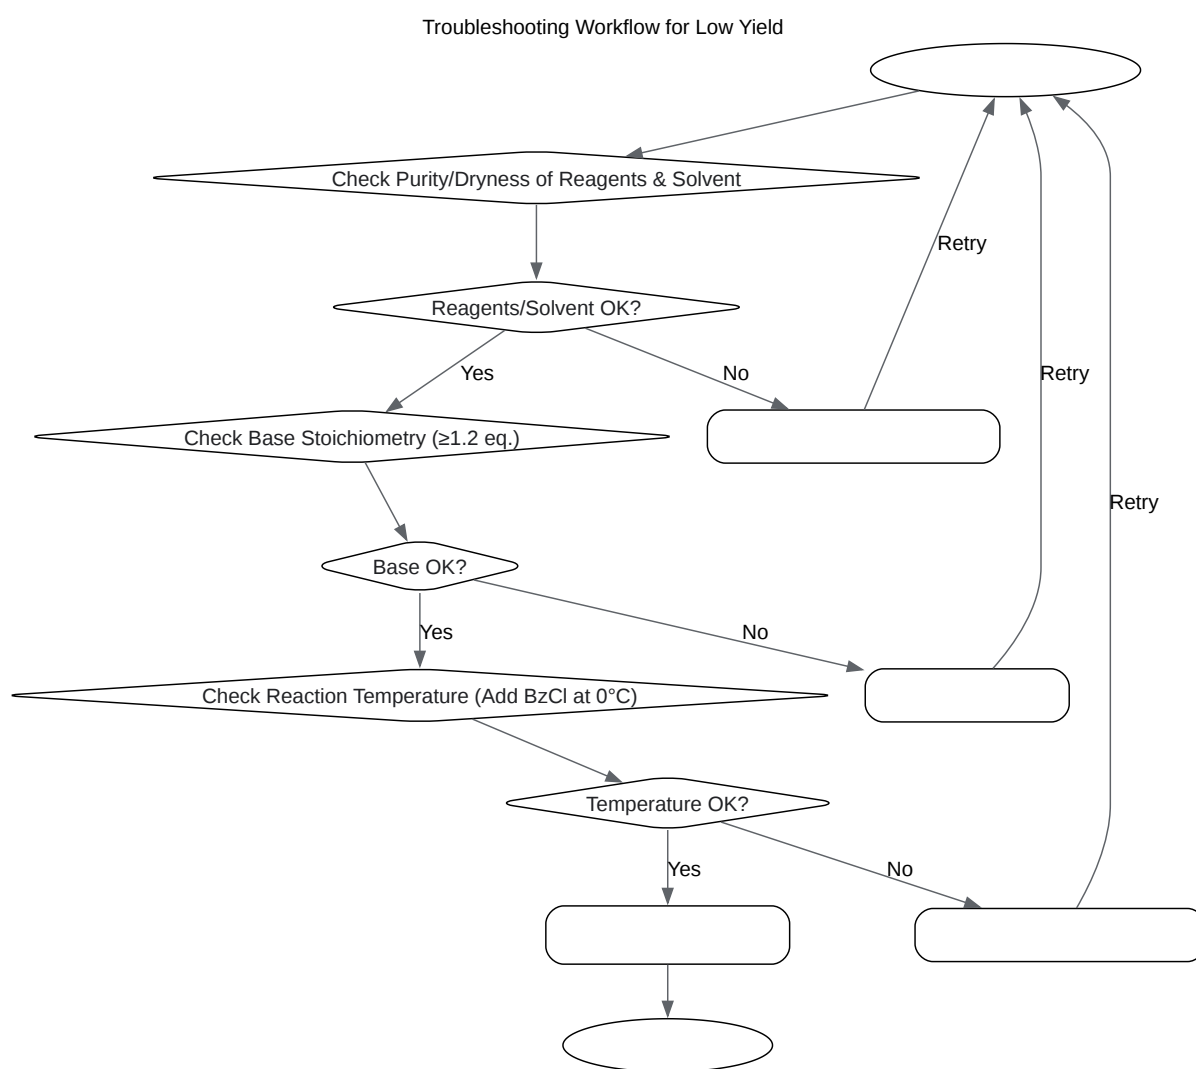 Troubleshooting Workflow for Low Yield
Check Purity/Dryness of Reagents & Solvent
Retry
Reagents/Solvent OK?
Yes
No
Retry
Check Base Stoichiometry (≥1.2 eq.)
Retry
Base OK?
Yes
No
Check Reaction Temperature (Add BzCl at 0°C)
Temperature OK?
Yes
No